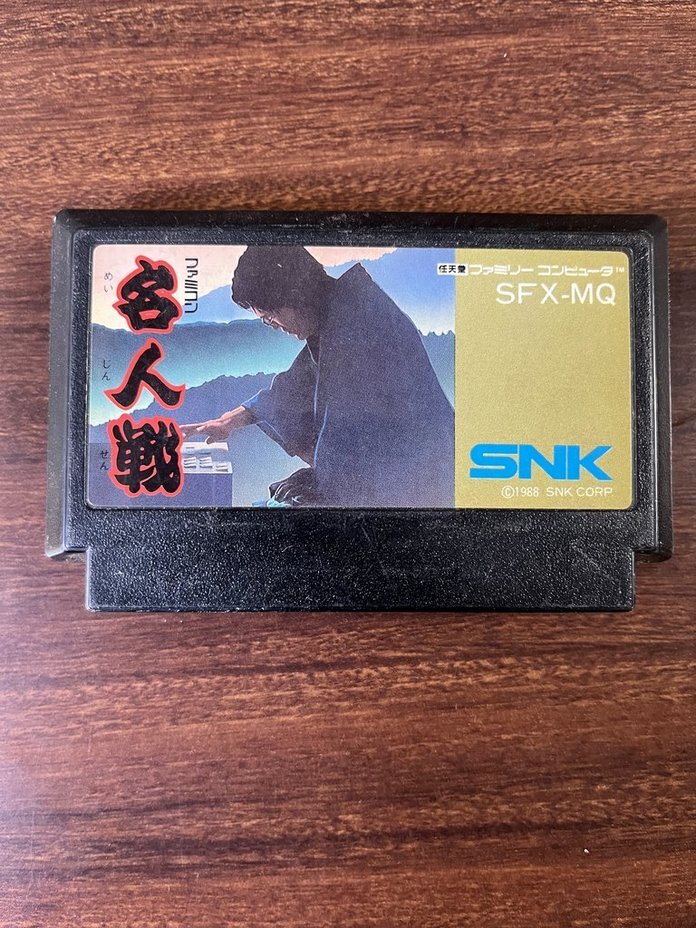 ファミコン
名人戦
めい
じん
せん
任天堂 ファミリー コンピュータ™
SFX-MQ
SNK
©1988 SNK CORP